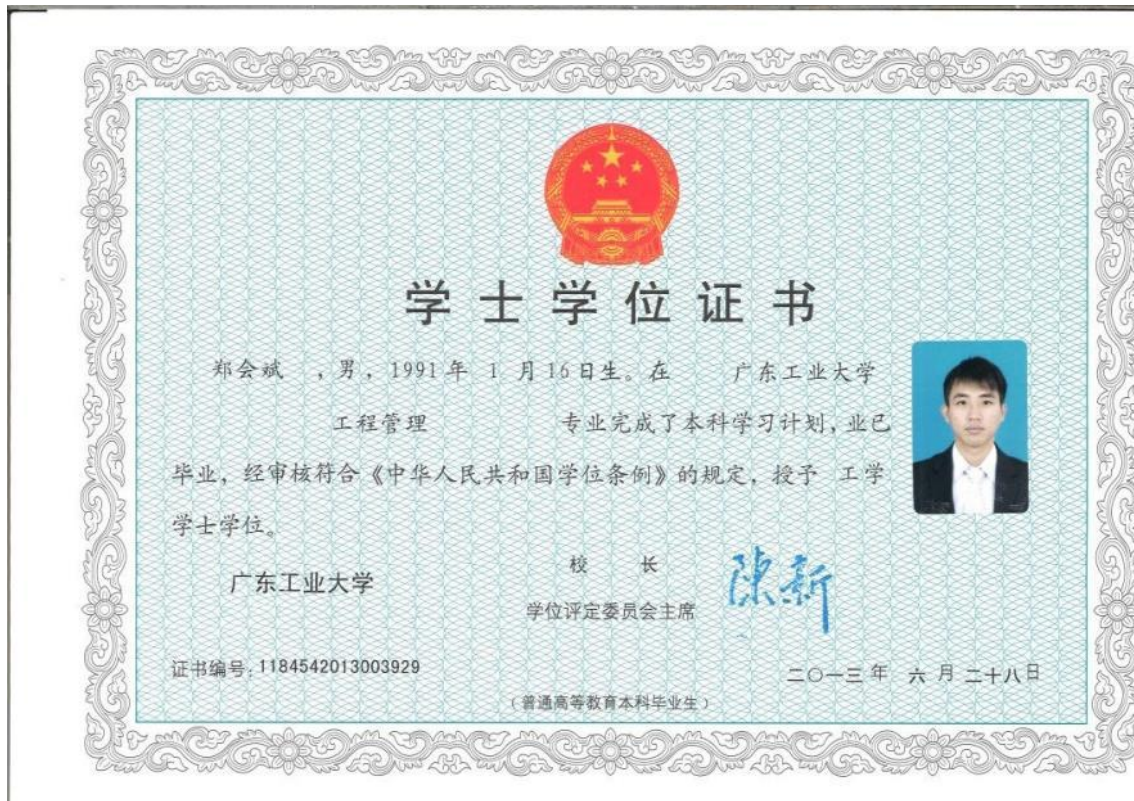 学士学位证书
郑会斌 ,男,1991年 1 月16日生。在 广东工业大学
工程管理 专业完成了本科学习计划,业已
毕业,经审核符合《中华人民共和国学位条例》的规定,授予 工学
学士学位。
广东工业大学
校 长
学位评定委员会主席
陳新
证书编号:1184542013003929
二〇一三 年 六 月 二十八日
(普通高等教育本科毕业生)